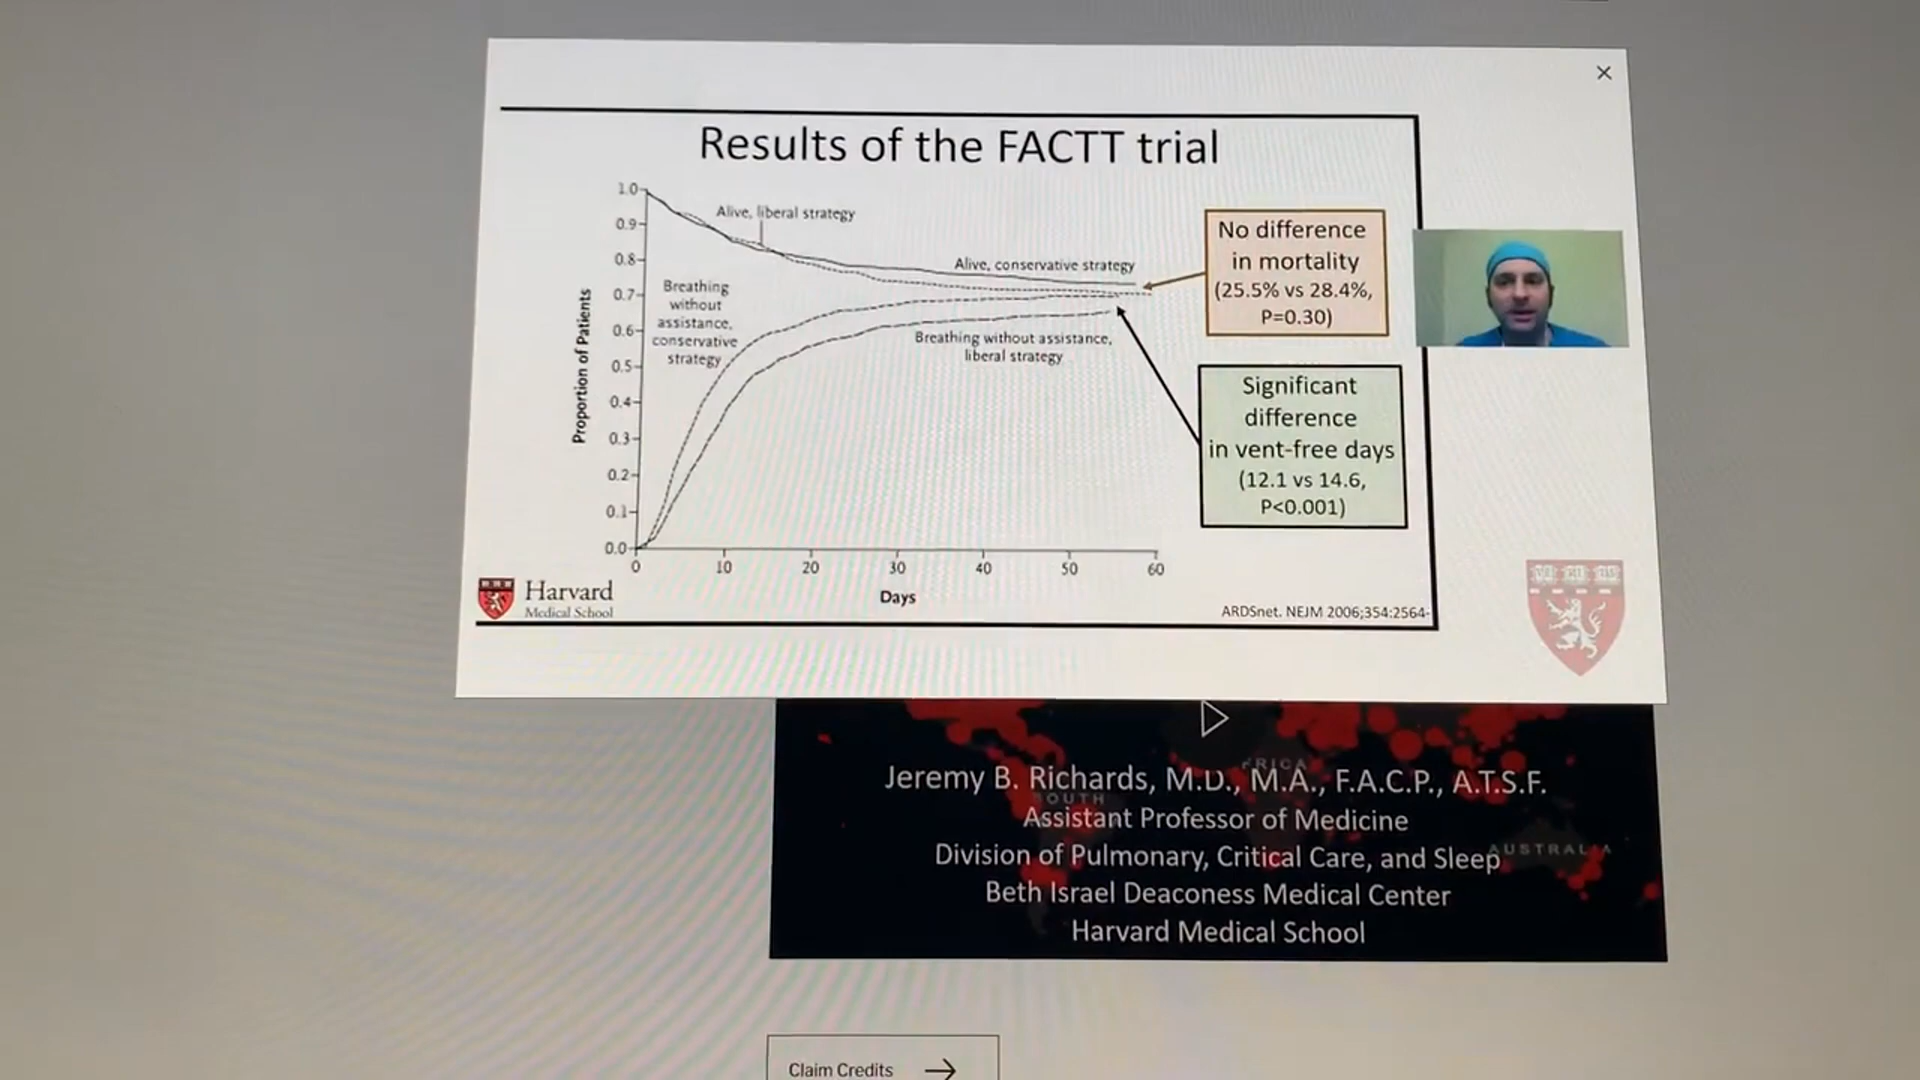 ×
Results of the FACTT trial
1.0
0.9
0.8
0.7
0.6
0.5
0.4
0.3
0.2
0.1
0.0
Proportion of Patients
Alive, liberal strategy
Alive, conservative strategy
Breathing
without
assistance,
conservative
strategy
Breathing without assistance,
liberal strategy
0 10 20 30 40 50 60
Days
No difference
in mortality
(25.5% vs 28.4%,
P=0.30)
Significant
difference
in vent-free days
(12.1 vs 14.6,
P<0.001)
Harvard
Medical School
ARDSnet. NEJM 2006;354:2564-
AFRICA
Jeremy B. Richards, M.D., M.A., F.A.C.P., A.T.S.F.
SOUTH
Assistant Professor of Medicine
Division of Pulmonary, Critical Care, and Sleep
AUSTRALIA
Beth Israel Deaconess Medical Center
Harvard Medical School
Claim Credits →